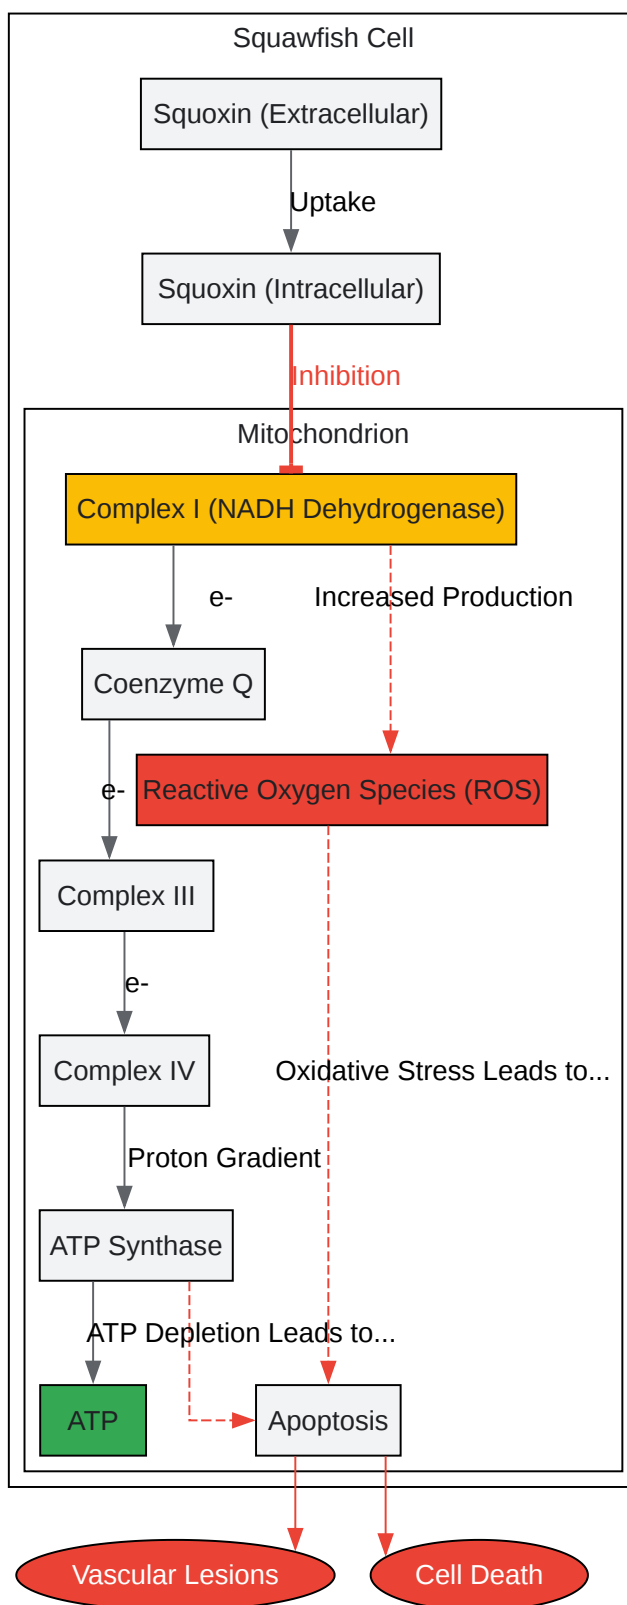 Squawfish Cell
Squoxin (Extracellular)
Uptake
Squoxin (Intracellular)
Inhibition
Mitochondrion
Complex I (NADH Dehydrogenase)
e-
Increased Production
Coenzyme Q
e-
Reactive Oxygen Species (ROS)
Complex III
e-
Complex IV
Oxidative Stress Leads to...
Proton Gradient
ATP Synthase
ATP Depletion Leads to...
ATP
Apoptosis
Vascular Lesions
Cell Death